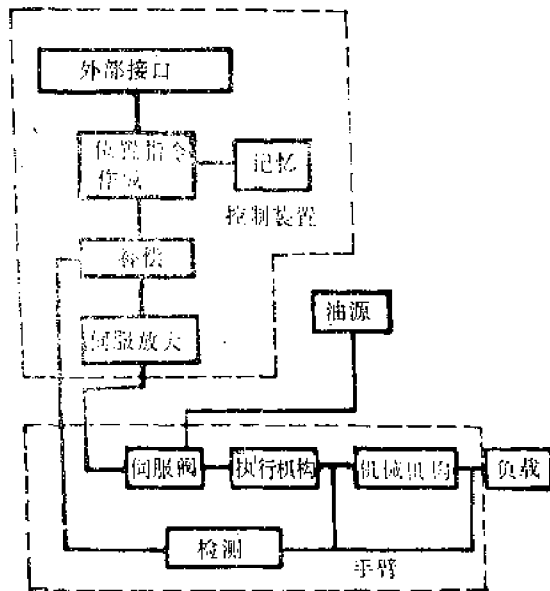 外部接口
位置指令
作成
记忆
控制装置
补偿
伺服放大
油源
伺服阀
执行机构
机械机构
负载
检测
手臂